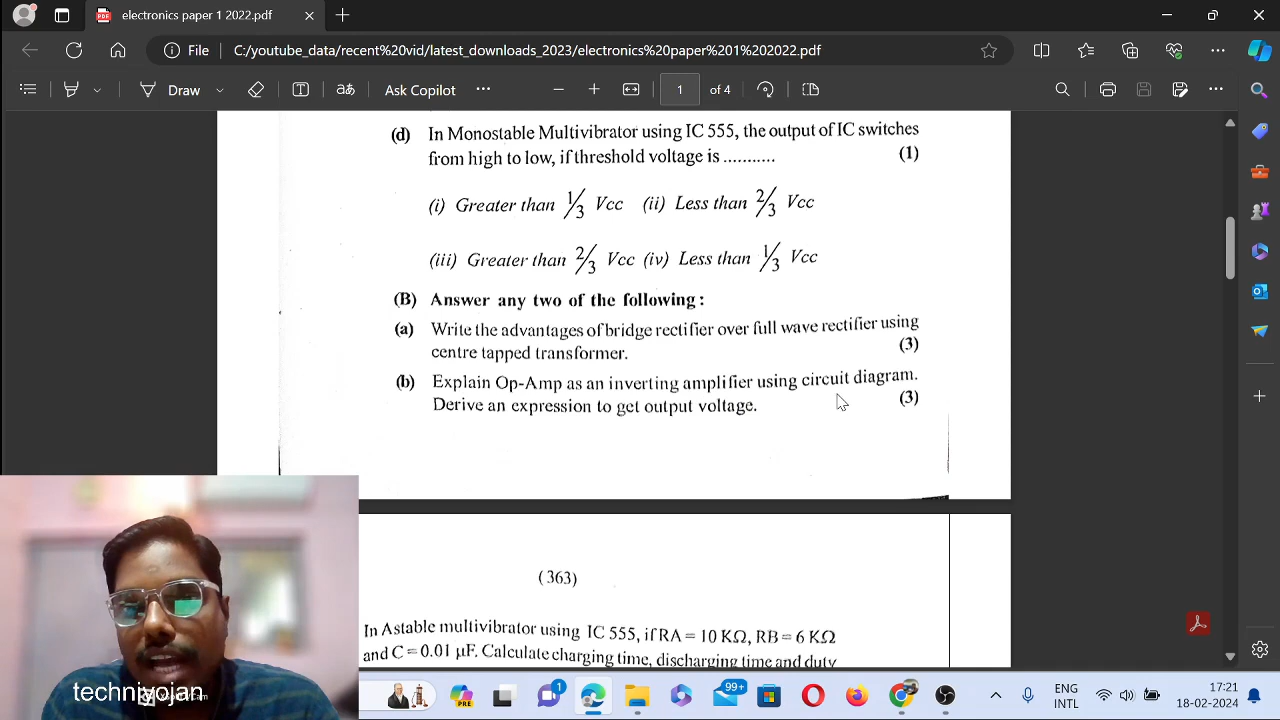 electronics paper 1 2022.pdf
File C:/youtube_data/recent%20vid/latest_downloads_2023/electronics%20paper%201%202022.pdf
Draw aあ Ask Copilot 1 of 4
(d) In Monostable Multivibrator using IC 555, the output of IC switches
from high to low, if threshold voltage is ........... (1)
(i) Greater than 1/3 Vcc (ii) Less than 2/3 Vcc
(iii) Greater than 2/3 Vcc (iv) Less than 1/3 Vcc
(B) Answer any two of the following:
(a) Write the advantages of bridge rectifier over full wave rectifier using
centre tapped transformer. (3)
(b) Explain Op-Amp as an inverting amplifier using circuit diagram.
Derive an expression to get output voltage. (3)
(363)
In Astable multivibrator using IC 555, if RA = 10 KΩ, RB = 6 KΩ
and C = 0.01 μF. Calculate charging time, discharging time and duty
techniyojan
PRE 1 99+ ENG 17:21
INTL 18-02-2024